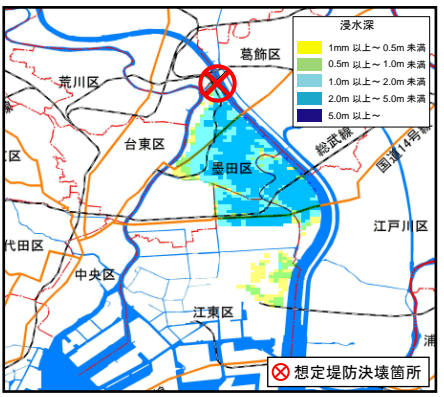 浸水深
1mm 以上～ 0.5m 未満
0.5m 以上～ 1.0m 未満
1.0m 以上～ 2.0m 未満
2.0m 以上～ 5.0m 未満
5.0m 以上～
葛飾区
荒川区
台東区
墨田区
総武線
国道14号線
江戸川区
代田区
中央区
江東区
浦
想定堤防決壊箇所